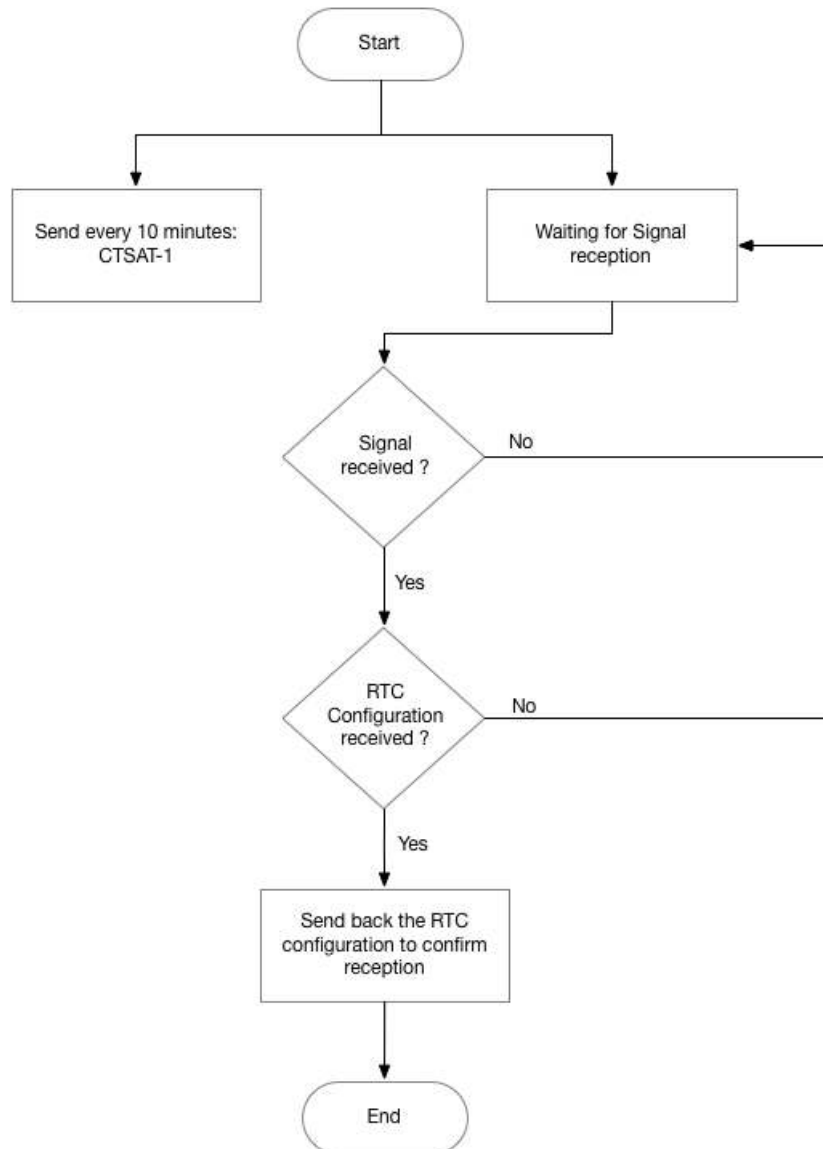 Start
Send every 10 minutes:
CTSAT-1
Waiting for Signal
reception
Signal
received ?
No
Yes
RTC
Configuration
received ?
No
Yes
Send back the RTC
configuration to confirm
reception
End